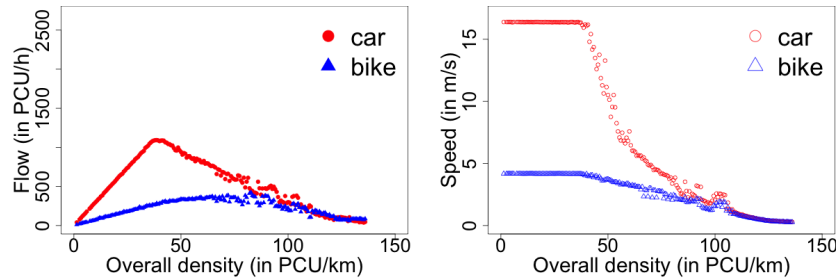 Flow (in PCU/h)
2500
1500
500
0
car
bike
0
50
100
150
Overall density (in PCU/km)
Speed (in m/s)
15
10
5
0
car
bike
0
50
100
150
Overall density (in PCU/km)